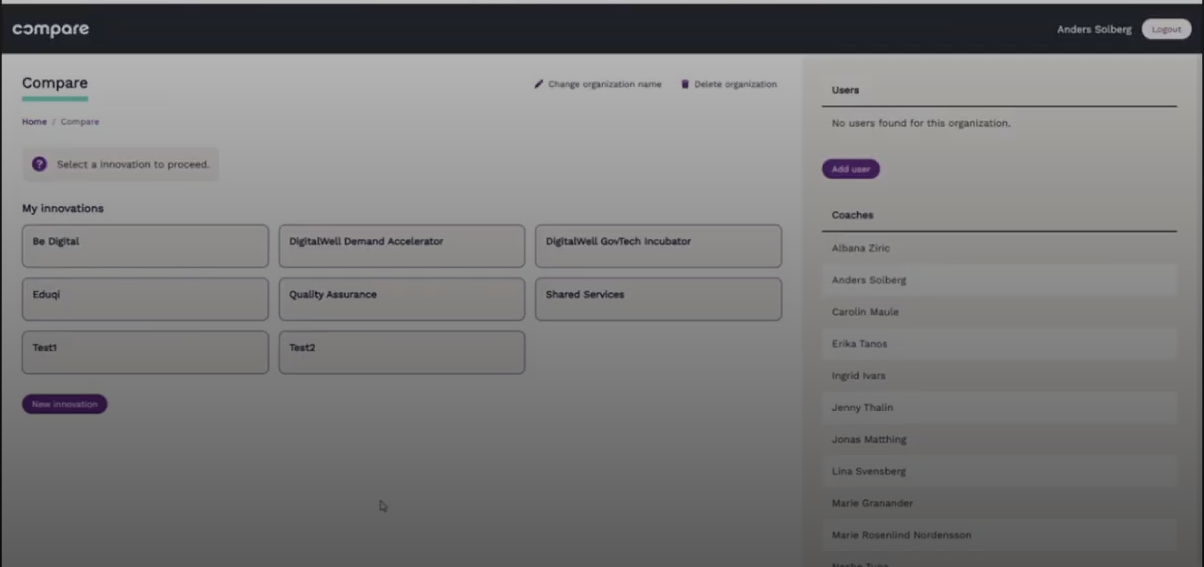 compare
Anders Solberg Logout
Compare
Change organization name Delete organization
Home / Compare
? Select a innovation to proceed.
My innovations
Be Digital
DigitalWell Demand Accelerator
DigitalWell GovTech Incubator
Eduqi
Quality Assurance
Shared Services
Test1
Test2
New innovation
Users
No users found for this organization.
Add user
Coaches
Albana Ziric
Anders Solberg
Carolin Maule
Erika Tanos
Ingrid Ivars
Jenny Thalin
Jonas Matthing
Lina Svensberg
Marie Granander
Marie Rosenlind Nordensson